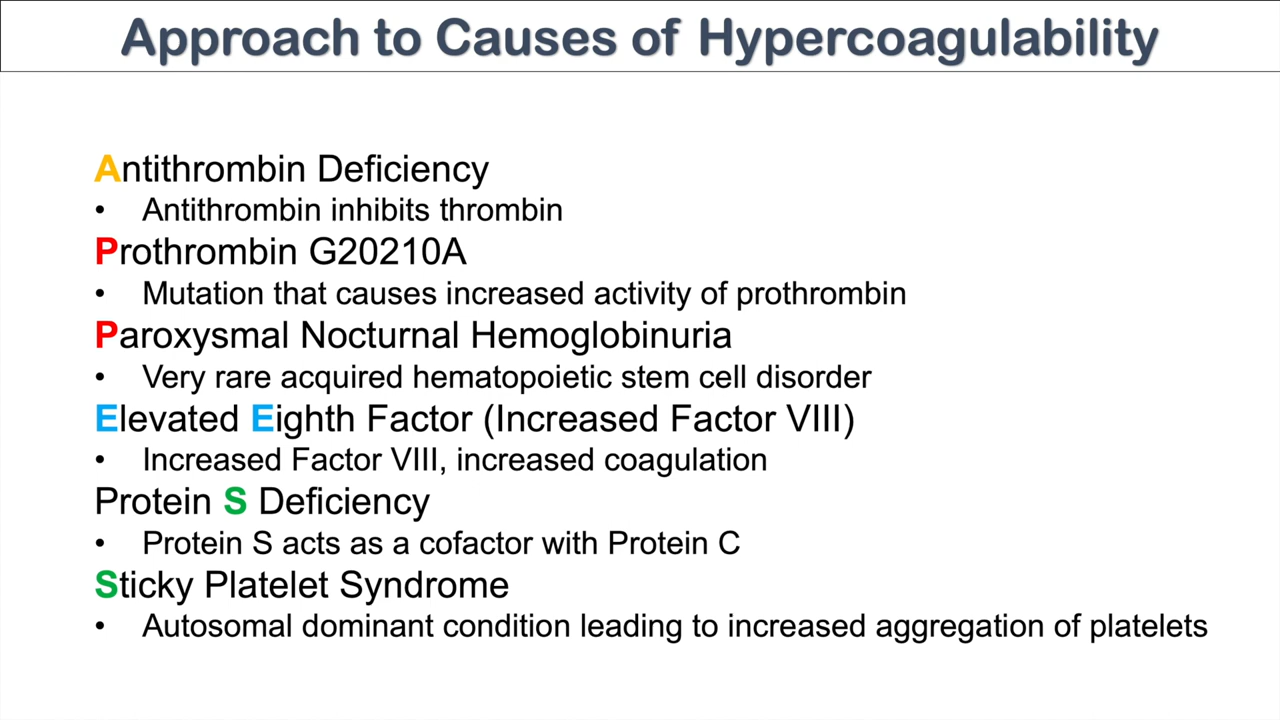 Approach to Causes of Hypercoagulability
Antithrombin Deficiency
• Antithrombin inhibits thrombin
Prothrombin G20210A
• Mutation that causes increased activity of prothrombin
Paroxysmal Nocturnal Hemoglobinuria
• Very rare acquired hematopoietic stem cell disorder
Elevated Eighth Factor (Increased Factor VIII)
• Increased Factor VIII, increased coagulation
Protein S Deficiency
• Protein S acts as a cofactor with Protein C
Sticky Platelet Syndrome
• Autosomal dominant condition leading to increased aggregation of platelets